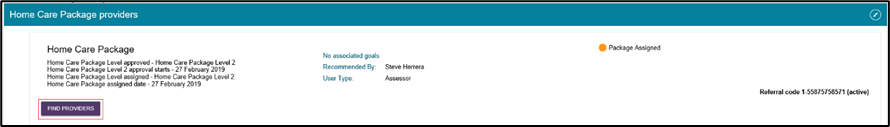 Home Care Package providers
Home Care Package
Home Care Package Level approved - Home Care Package Level 2
Home Care Package Level 2 approval starts - 27 February 2019
Home Care Package Level assigned - Home Care Package Level 2
Home Care Package assigned date - 27 February 2019
FIND PROVIDERS
No associated goals
Recommended By: Steve Herrera
User Type: Assessor
Package Assigned
Referral code 1-55875758571 (active)